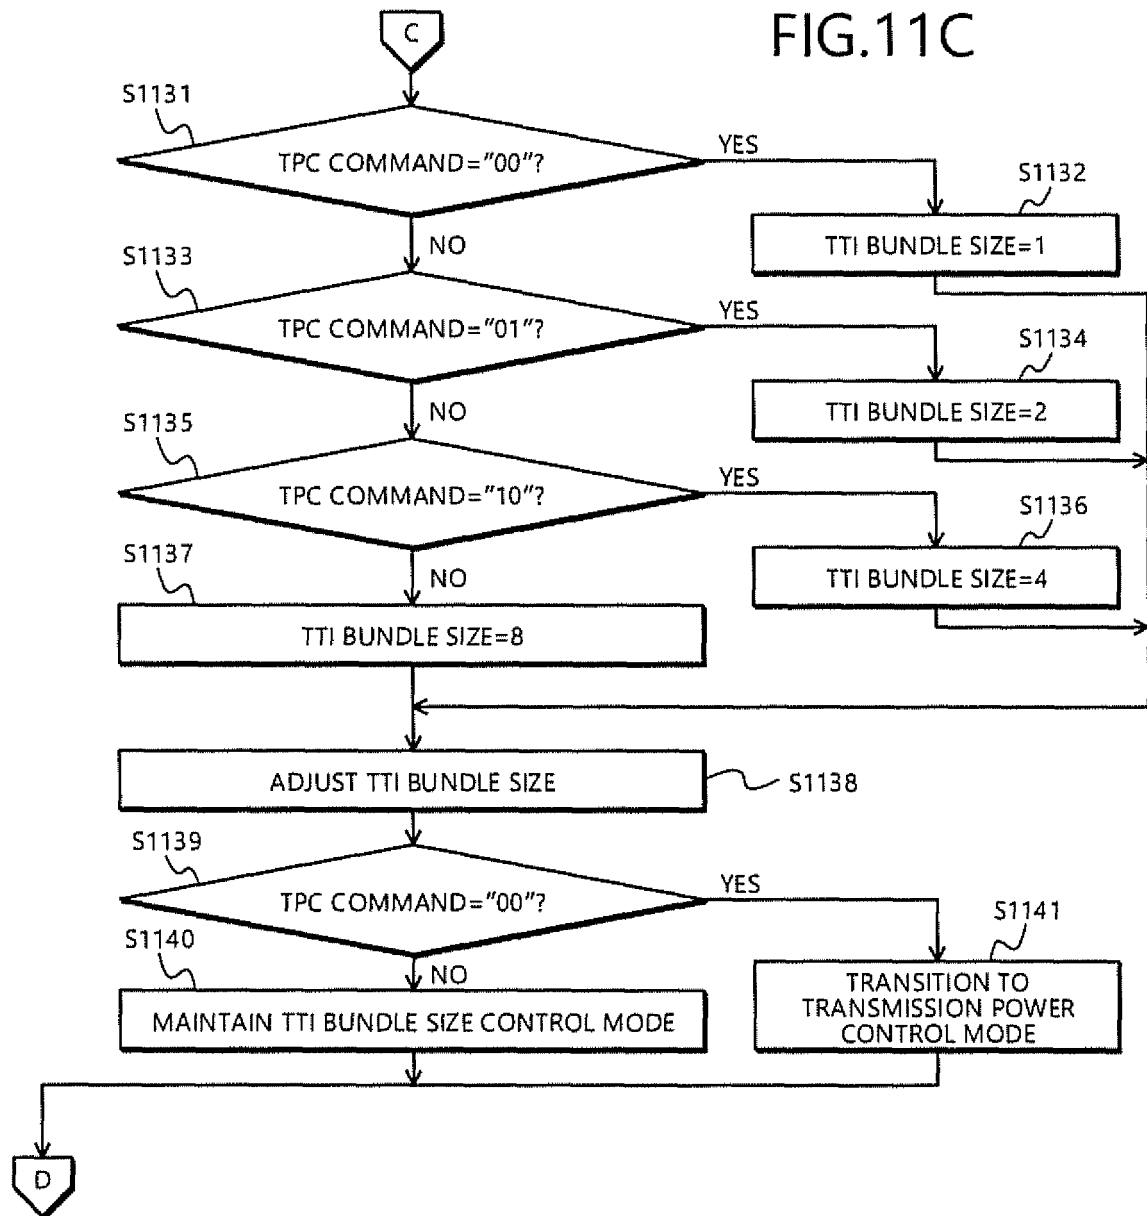 FIG.11C
C
S1131
TPC COMMAND="00"?
YES
S1132
TTI BUNDLE SIZE=1
NO
S1133
TPC COMMAND="01"?
YES
S1134
TTI BUNDLE SIZE=2
NO
S1135
TPC COMMAND="10"?
YES
S1136
TTI BUNDLE SIZE=4
NO
S1137
TTI BUNDLE SIZE=8
ADJUST TTI BUNDLE SIZE
S1138
S1139
TPC COMMAND="00"?
YES
S1141
TRANSITION TO
TRANSMISSION POWER
CONTROL MODE
NO
S1140
MAINTAIN TTI BUNDLE SIZE CONTROL MODE
D